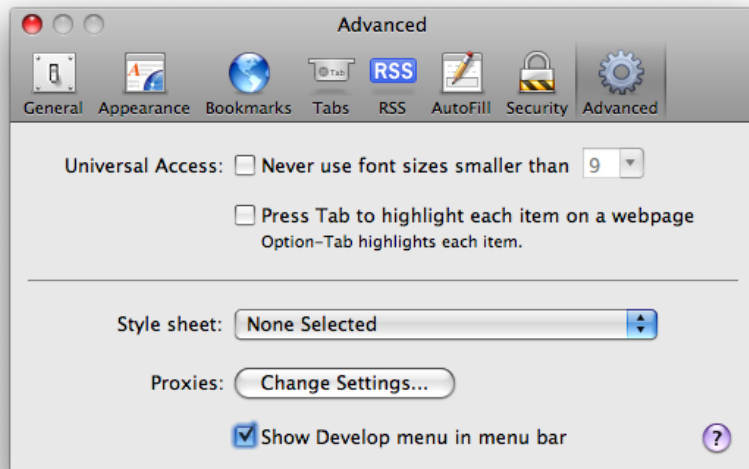 Advanced
Tab RSS
General Appearance Bookmarks Tabs RSS AutoFill Security Advanced
Universal Access: Never use font sizes smaller than 9
Press Tab to highlight each item on a webpage
Option-Tab highlights each item.
Style sheet: None Selected
Proxies: Change Settings...
Show Develop menu in menu bar ?